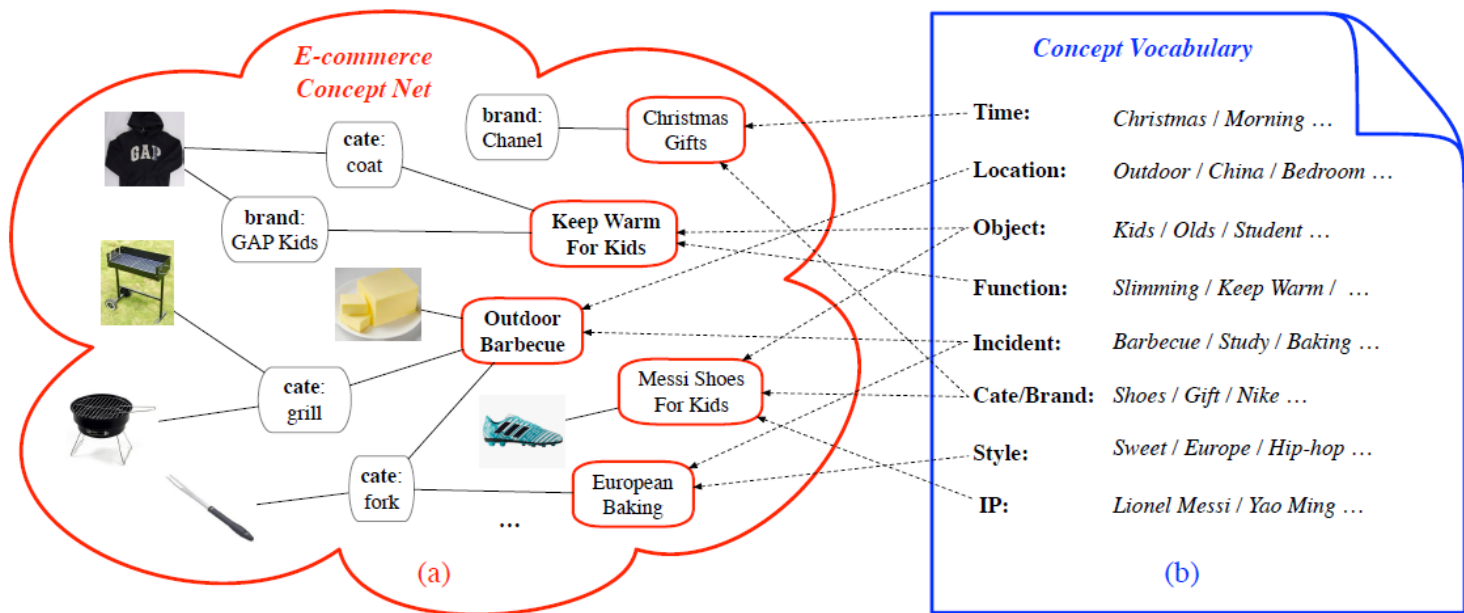 E-commerce
Concept Net
GAP
cate:
coat
brand:
Chanel
Christmas
Gifts
brand:
GAP Kids
Keep Warm
For Kids
Outdoor
Barbecue
cate:
grill
Messi Shoes
For Kids
cate:
fork
European
Baking
...
(a)
Concept Vocabulary
Time: Christmas / Morning ...
Location: Outdoor / China / Bedroom ...
Object: Kids / Olds / Student ...
Function: Slimming / Keep Warm / ...
Incident: Barbecue / Study / Baking ...
Cate/Brand: Shoes / Gift / Nike ...
Style: Sweet / Europe / Hip-hop ...
IP: Lionel Messi / Yao Ming ...
(b)